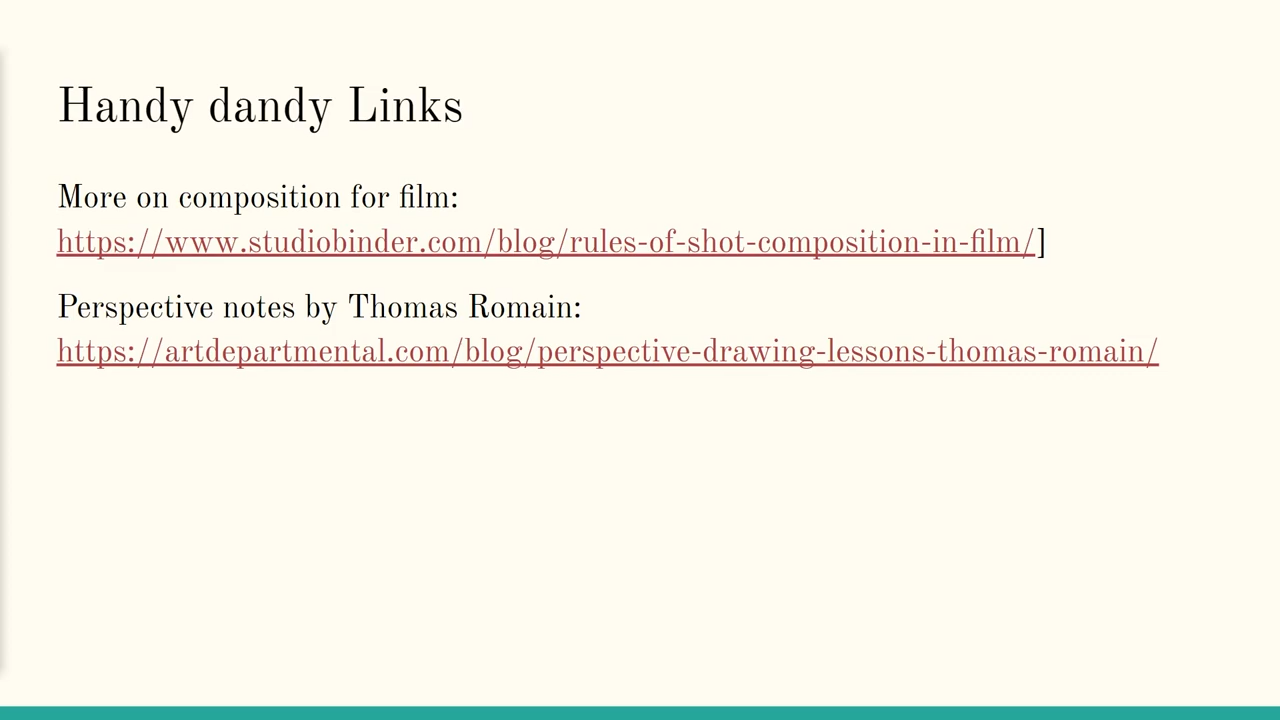 Handy dandy Links
More on composition for film:
https://www.studiobinder.com/blog/rules-of-shot-composition-in-film/]
Perspective notes by Thomas Romain:
https://artdepartmental.com/blog/perspective-drawing-lessons-thomas-romain/